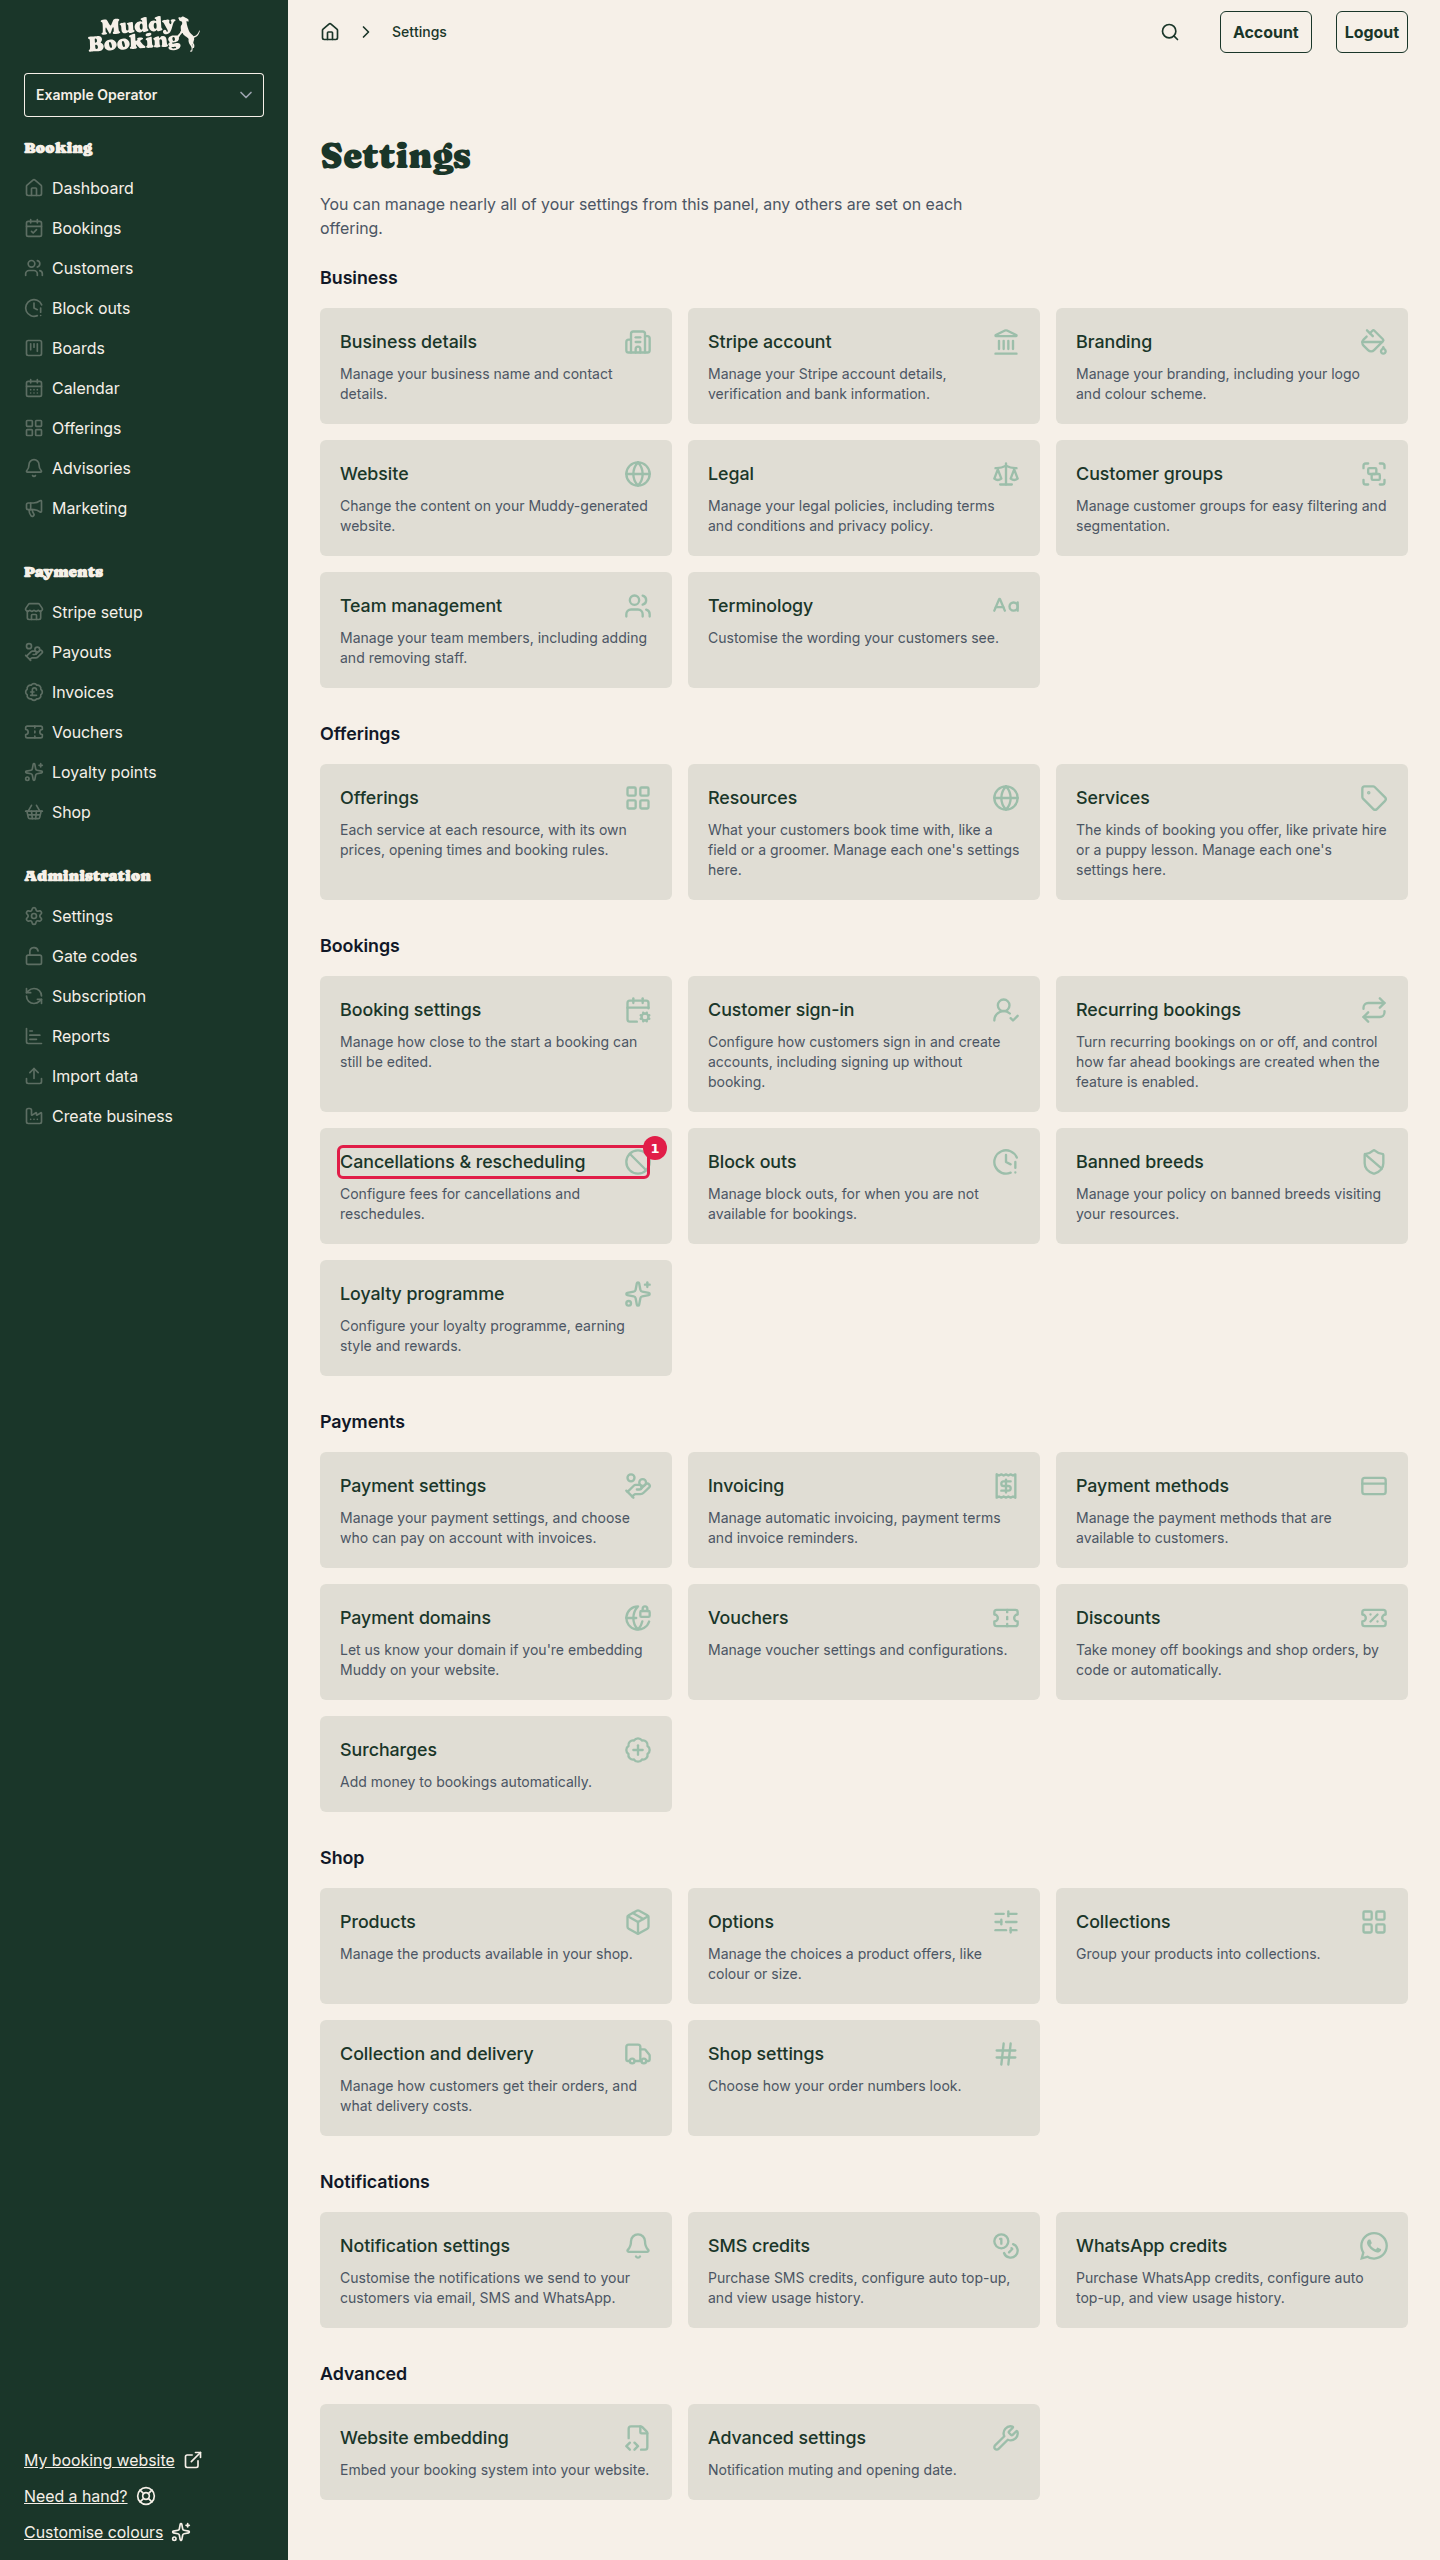 Muddy
Booking
Example Operator
Booking
Dashboard
Bookings
Customers
Block outs
Boards
Calendar
Offerings
Advisories
Marketing
Payments
Stripe setup
Payouts
Invoices
Vouchers
Loyalty points
Shop
Administration
Settings
Gate codes
Subscription
Reports
Import data
Create business
My booking website
Need a hand?
Customise colours
Settings
Account
Logout
Settings
You can manage nearly all of your settings from this panel, any others are set on each
offering.
Business
Business details
Manage your business name and contact
details.
Stripe account
Manage your Stripe account details,
verification and bank information.
Branding
Manage your branding, including your logo
and colour scheme.
Website
Change the content on your Muddy-generated
website.
Legal
Manage your legal policies, including terms
and conditions and privacy policy.
Customer groups
Manage customer groups for easy filtering and
segmentation.
Team management
Manage your team members, including adding
and removing staff.
Terminology
Aa
Customise the wording your customers see.
Offerings
Offerings
Each service at each resource, with its own
prices, opening times and booking rules.
Resources
What your customers book time with, like a
field or a groomer. Manage each one's settings
here.
Services
The kinds of booking you offer, like private hire
or a puppy lesson. Manage each one's
settings here.
Bookings
Booking settings
Manage how close to the start a booking can
still be edited.
Customer sign-in
Configure how customers sign in and create
accounts, including signing up without
booking.
Recurring bookings
Turn recurring bookings on or off, and control
how far ahead bookings are created when the
feature is enabled.
Cancellations & rescheduling
1
Configure fees for cancellations and
reschedules.
Block outs
Manage block outs, for when you are not
available for bookings.
Banned breeds
Manage your policy on banned breeds visiting
your resources.
Loyalty programme
Configure your loyalty programme, earning
style and rewards.
Payments
Payment settings
Manage your payment settings, and choose
who can pay on account with invoices.
Invoicing
Manage automatic invoicing, payment terms
and invoice reminders.
Payment methods
Manage the payment methods that are
available to customers.
Payment domains
Let us know your domain if you're embedding
Muddy on your website.
Vouchers
Manage voucher settings and configurations.
Discounts
Take money off bookings and shop orders, by
code or automatically.
Surcharges
Add money to bookings automatically.
Shop
Products
Manage the products available in your shop.
Options
Manage the choices a product offers, like
colour or size.
Collections
Group your products into collections.
Collection and delivery
Manage how customers get their orders, and
what delivery costs.
Shop settings
Choose how your order numbers look.
Notifications
Notification settings
Customise the notifications we send to your
customers via email, SMS and WhatsApp.
SMS credits
Purchase SMS credits, configure auto top-up,
and view usage history.
WhatsApp credits
Purchase WhatsApp credits, configure auto
top-up, and view usage history.
Advanced
Website embedding
Embed your booking system into your website.
Advanced settings
Notification muting and opening date.